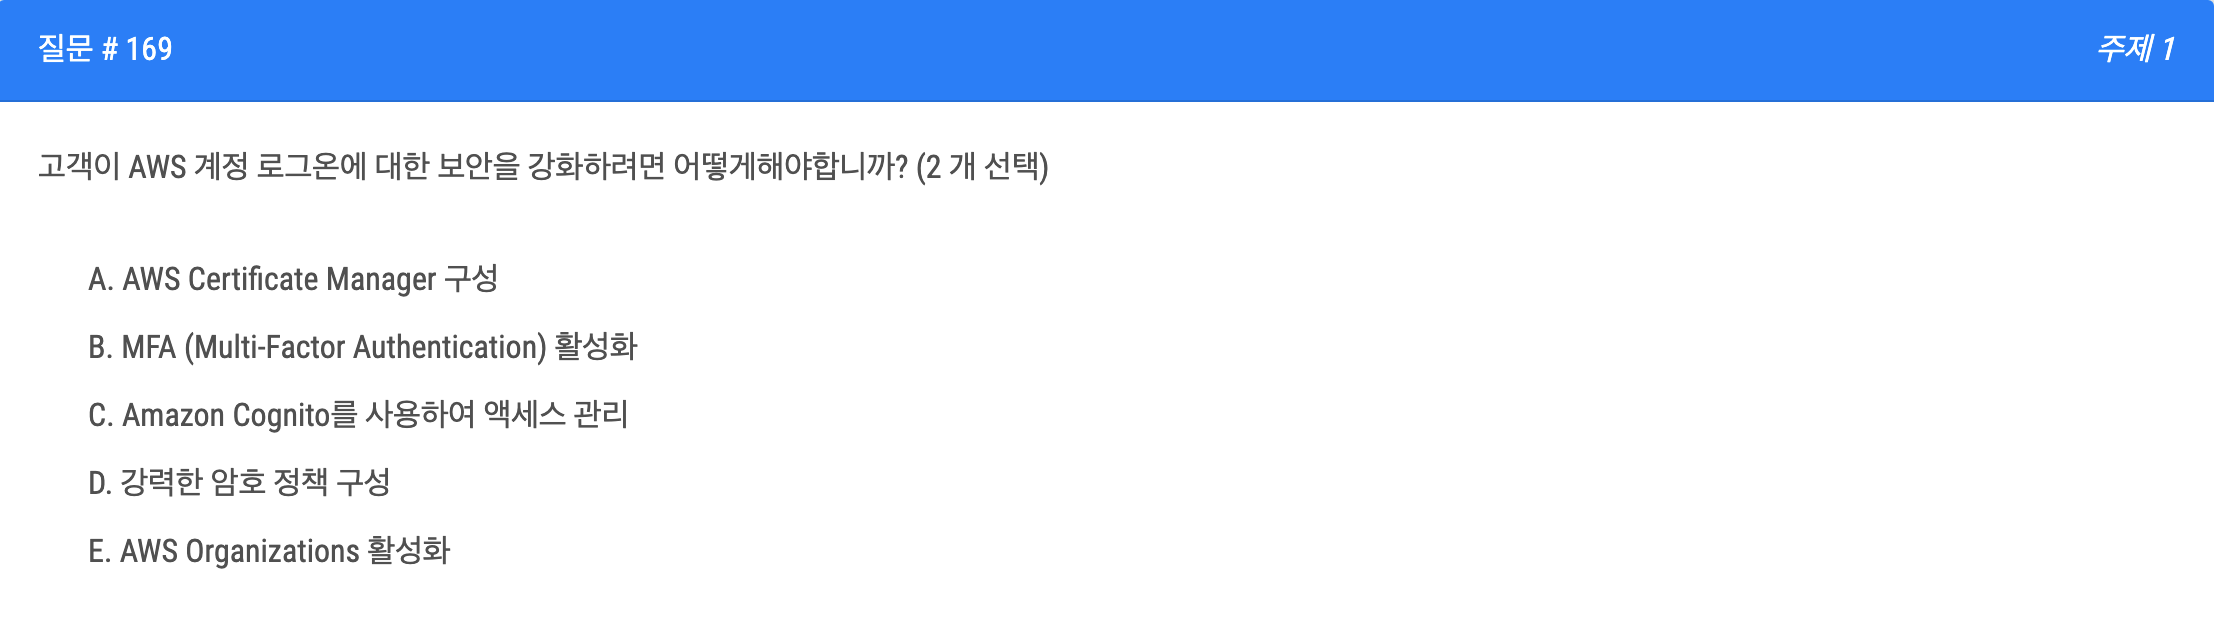 질문 # 169
주제 1
고객이 AWS 계정 로그온에 대한 보안을 강화하려면 어떻게해야합니까? (2 개 선택)
A. AWS Certificate Manager 구성
B. MFA (Multi-Factor Authentication) 활성화
C. Amazon Cognito를 사용하여 액세스 관리
D. 강력한 암호 정책 구성
E. AWS Organizations 활성화